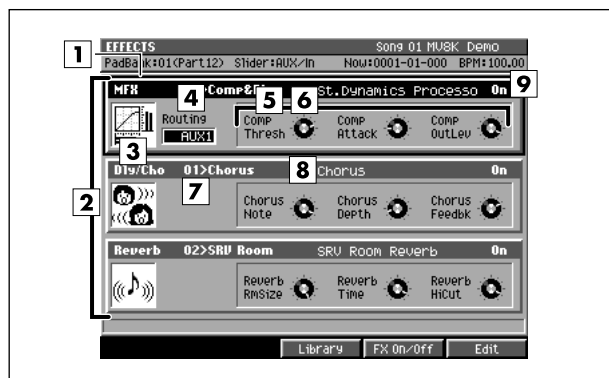 EFFECTS Song 01 MV8K Demo
PadBank:01(Part12) Slider:AUX/In Now:0001-01-000 BPM:100.00
1
9
MFX St.Dynamics Processo On
4 5 6
Routing
AUX1
Comp Thresh
Comp Attack
Comp OutLev
3
2
Dly/Cho 01>Chorus Chorus On
7 8
Chorus Note
Chorus Depth
Chorus Feedbk
Reverb 02>SRV Room SRV Room Reverb On
Reverb RmSize
Reverb Time
Reverb HiCut
Library FX On/Off Edit